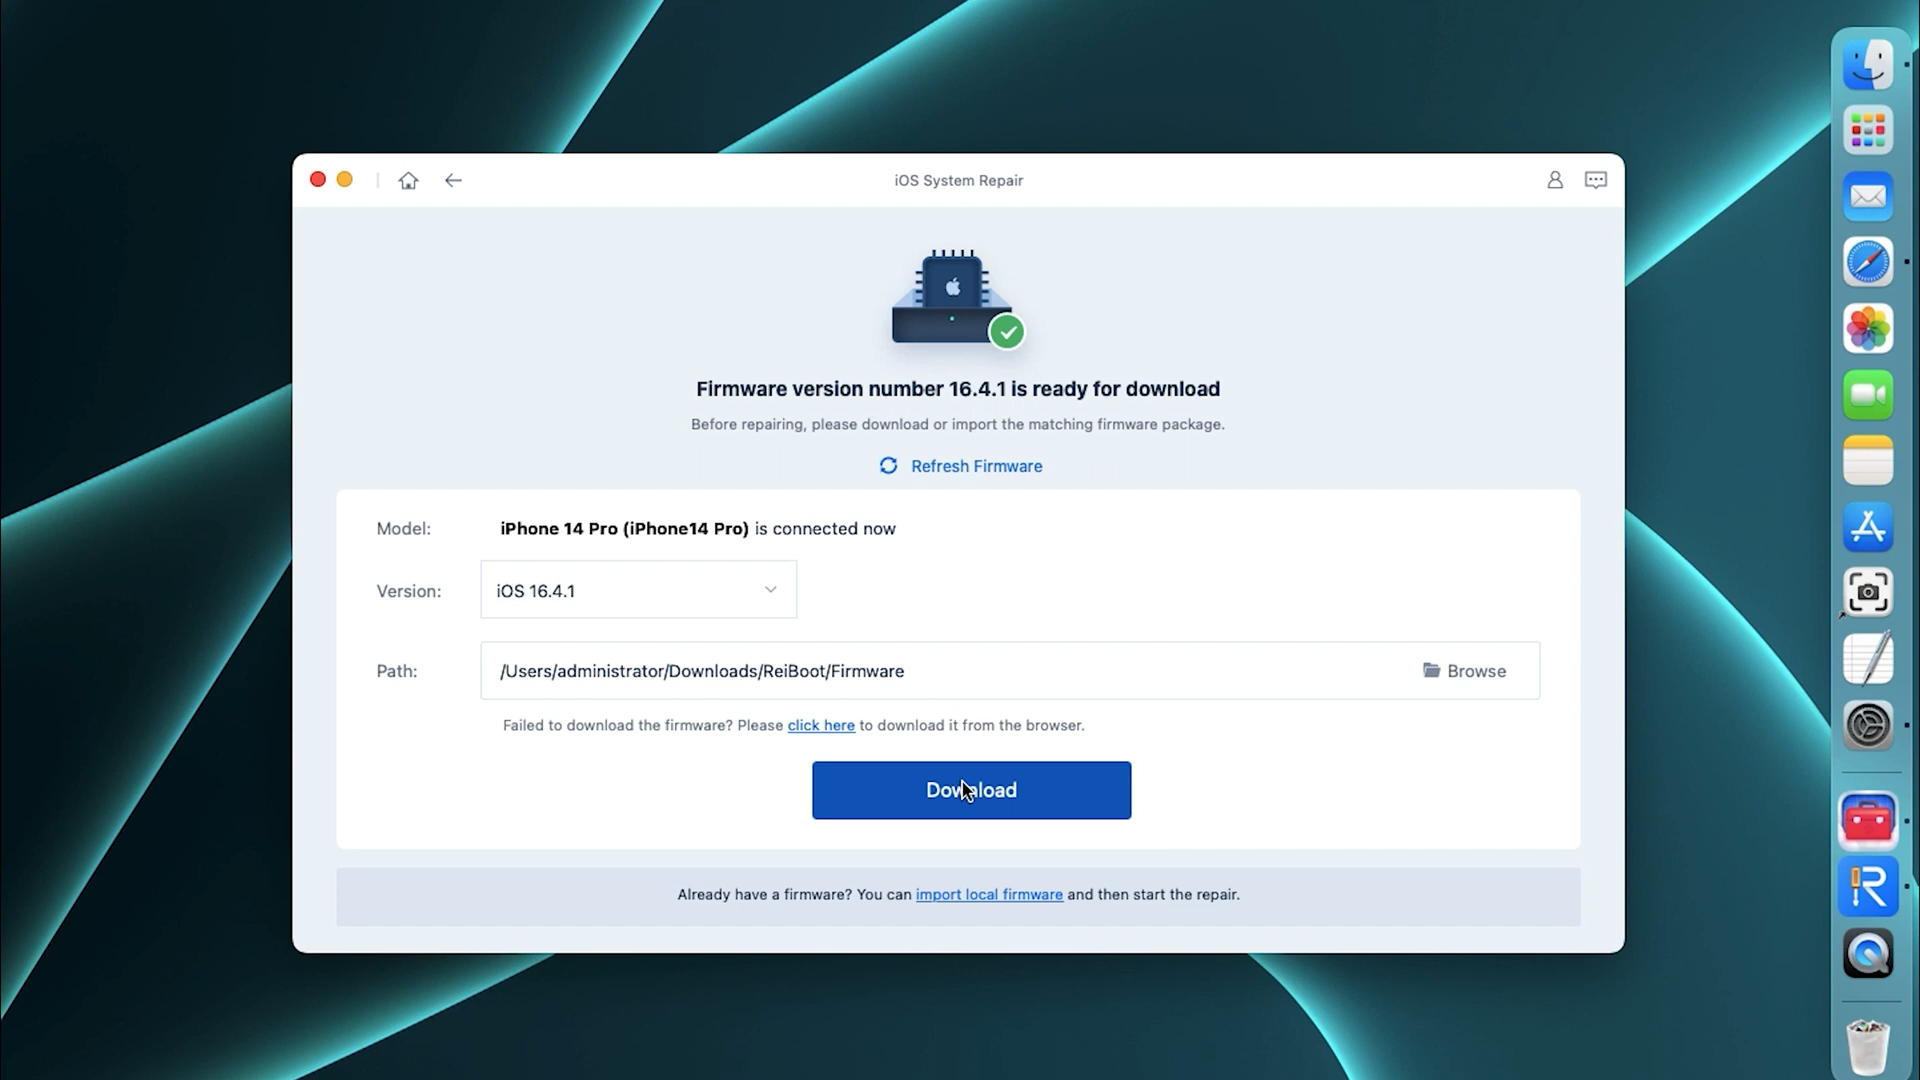 iOS System Repair
Firmware version number 16.4.1 is ready for download
Before repairing, please download or import the matching firmware package.
Refresh Firmware
Model: iPhone 14 Pro (iPhone14 Pro) is connected now
Version: iOS 16.4.1
Path: /Users/administrator/Downloads/ReiBoot/Firmware Browse
Failed to download the firmware? Please click here to download it from the browser.
Download
Already have a firmware? You can import local firmware and then start the repair.